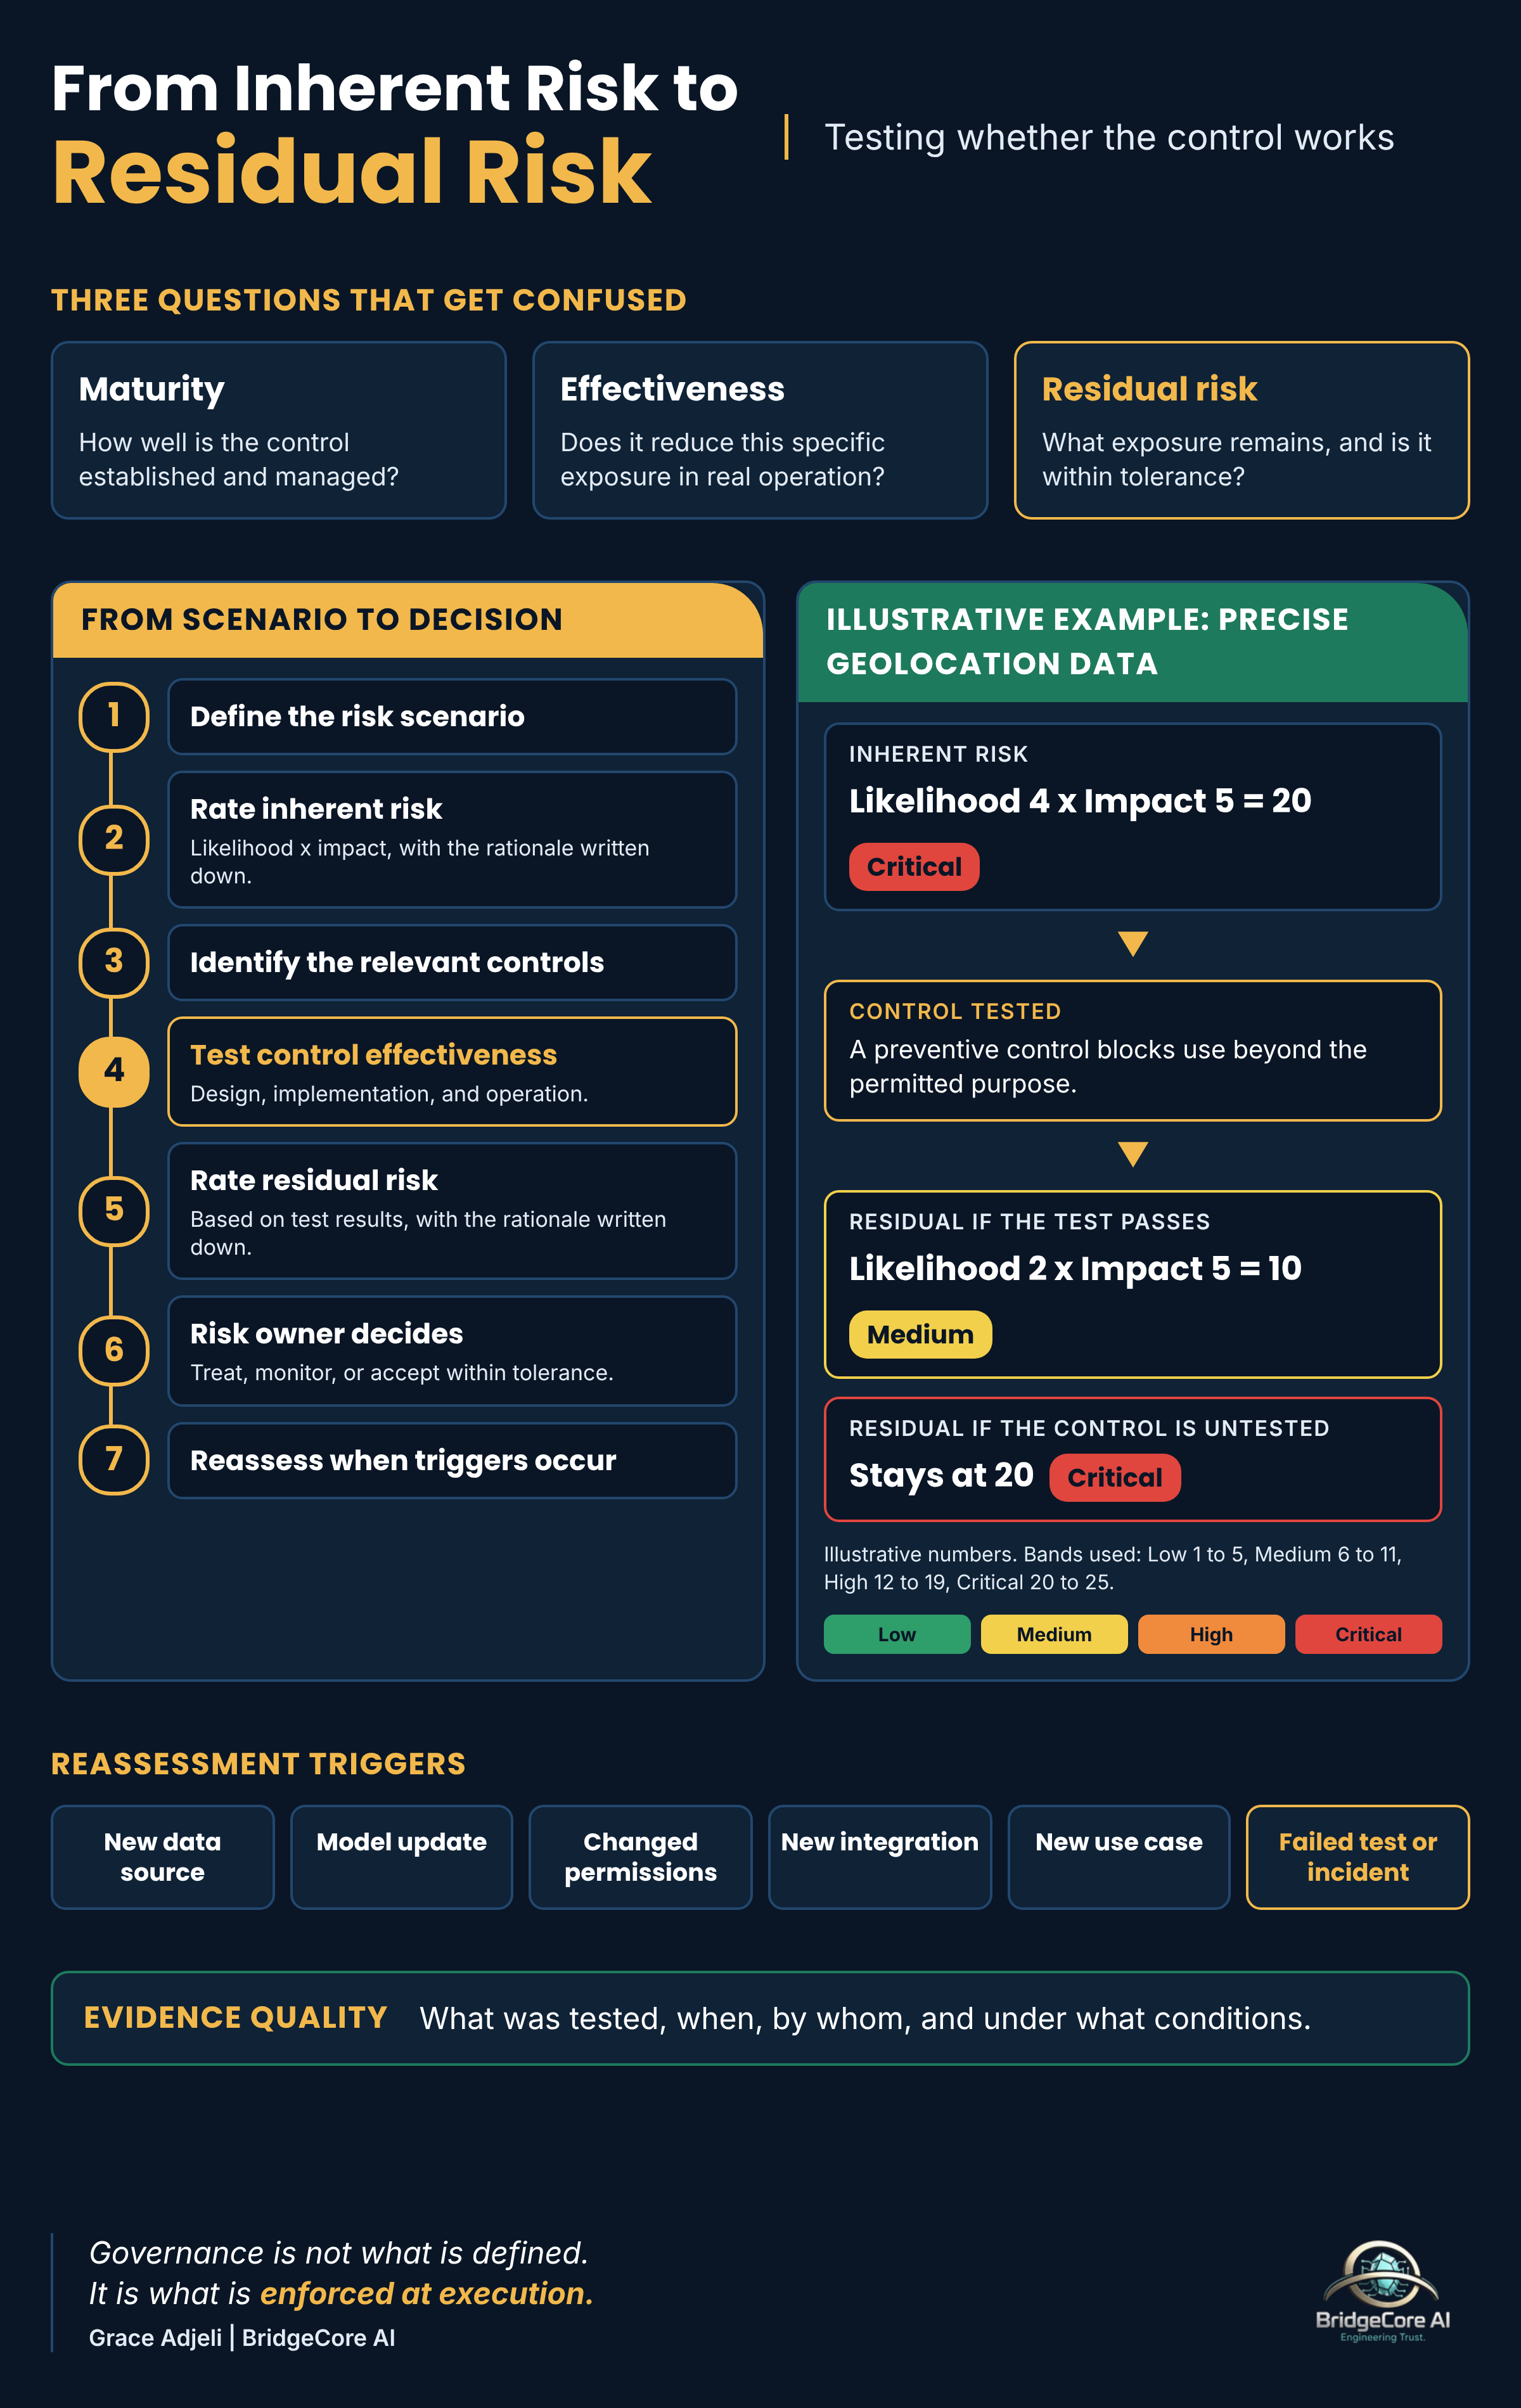 From Inherent Risk to
Residual Risk
Testing whether the control works
THREE QUESTIONS THAT GET CONFUSED
Maturity
How well is the control
established and managed?
Effectiveness
Does it reduce this specific
exposure in real operation?
Residual risk
What exposure remains, and is it
within tolerance?
FROM SCENARIO TO DECISION
1
Define the risk scenario
2
Rate inherent risk
Likelihood x impact, with the rationale written
down.
3
Identify the relevant controls
4
Test control effectiveness
Design, implementation, and operation.
5
Rate residual risk
Based on test results, with the rationale written
down.
6
Risk owner decides
Treat, monitor, or accept within tolerance.
7
Reassess when triggers occur
ILLUSTRATIVE EXAMPLE: PRECISE
GEOLOCATION DATA
INHERENT RISK
Likelihood 4 x Impact 5 = 20
Critical
CONTROL TESTED
A preventive control blocks use beyond the
permitted purpose.
RESIDUAL IF THE TEST PASSES
Likelihood 2 x Impact 5 = 10
Medium
RESIDUAL IF THE CONTROL IS UNTESTED
Stays at 20 Critical
Illustrative numbers. Bands used: Low 1 to 5, Medium 6 to 11,
High 12 to 19, Critical 20 to 25.
Low
Medium
High
Critical
REASSESSMENT TRIGGERS
New data
source
Model update
Changed
permissions
New integration
New use case
Failed test or
incident
EVIDENCE QUALITY What was tested, when, by whom, and under what conditions.
Governance is not what is defined.
It is what is enforced at execution.
Grace Adjeli | BridgeCore AI
BridgeCore AI
Engineering Trust.